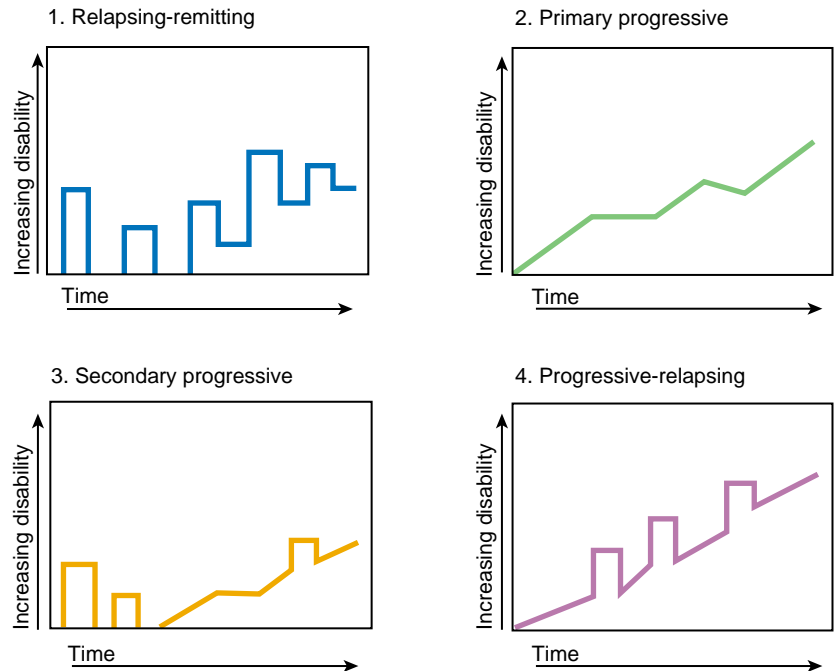 1. Relapsing-remitting
Increasing disability
Time
2. Primary progressive
Increasing disability
Time
3. Secondary progressive
Increasing disability
Time
4. Progressive-relapsing
Increasing disability
Time